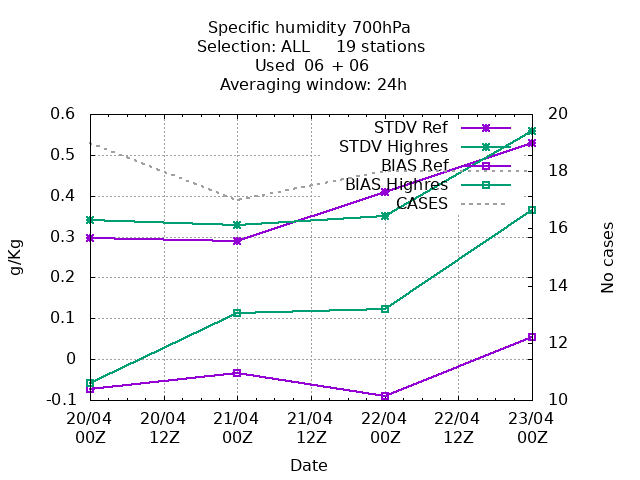 Specific humidity 700hPa
Selection: ALL 19 stations
Used 06 + 06
Averaging window: 24h
0.6
0.5
0.4
0.3
0.2
0.1
0
-0.1
g/Kg
20
18
16
14
12
10
No cases
STDV Ref
STDV Highres
BIAS Ref
BIAS Highres
CASES
20/04 20/04 21/04 21/04 22/04 22/04 23/04
00Z 12Z 00Z 12Z 00Z 12Z 00Z
Date